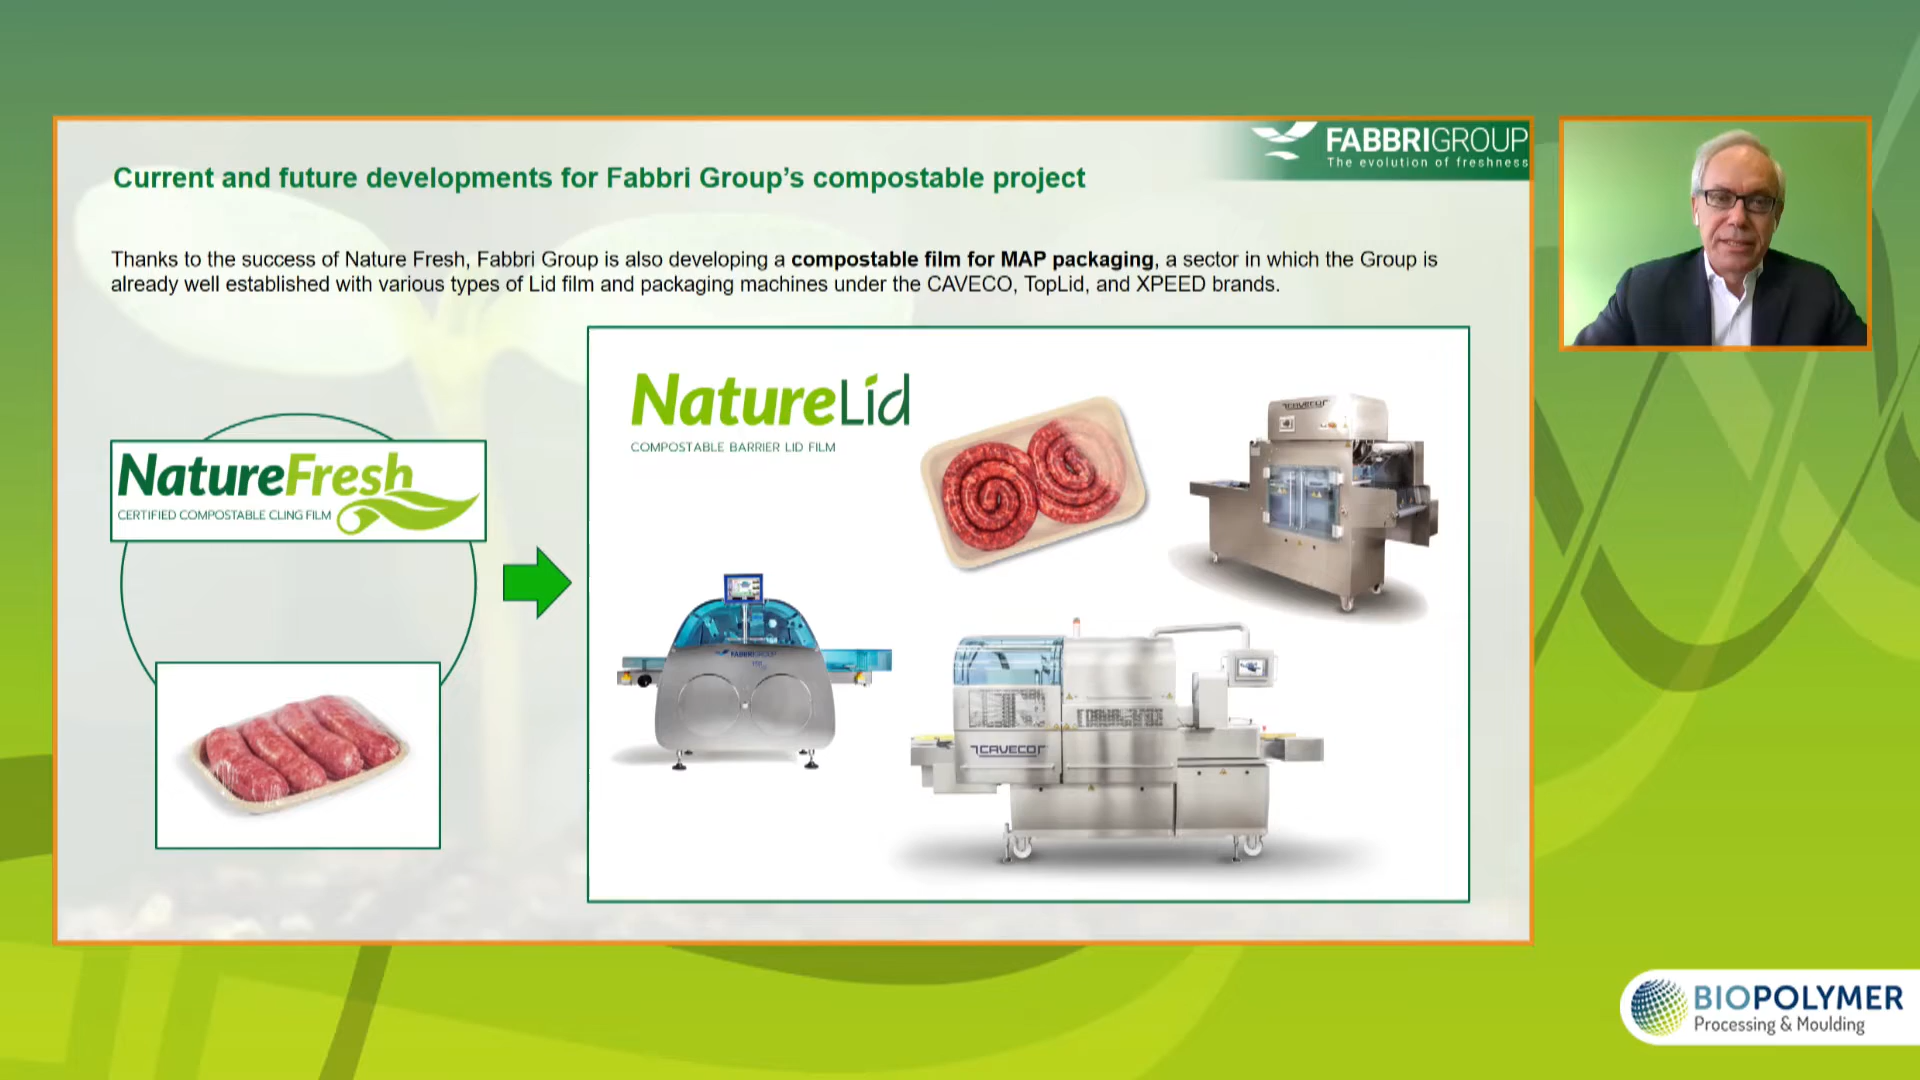 FABBRIGROUP
The evolution of freshness
Current and future developments for Fabbri Group's compostable project
Thanks to the success of Nature Fresh, Fabbri Group is also developing a compostable film for MAP packaging, a sector in which the Group is
already well established with various types of Lid film and packaging machines under the CAVECO, TopLid, and XPEED brands.
NatureFresh
CERTIFIED COMPOSTABLE CLING FILM
NatureLid
COMPOSTABLE BARRIER LID FILM
CAVECO
FABBRIGROUP
CAVECO
BIOPOLYMER
Processing & Moulding